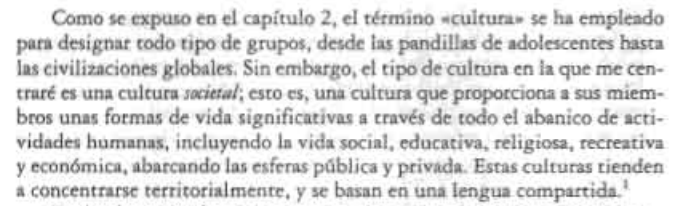 Como se expuso en el capítulo 2, el término «cultura» se ha empleado
para designar todo tipo de grupos, desde las pandillas de adolescentes hasta
las civilizaciones globales. Sin embargo, el tipo de cultura en la que me cen-
traré es una cultura societal; esto es, una cultura que proporciona a sus miem-
bros unas formas de vida significativas a través de todo el abanico de acti-
vidades humanas, incluyendo la vida social, educativa, religiosa, recreativa
y económica, abarcando las esferas pública y privada. Estas culturas tienden
a concentrarse territorialmente, y se basan en una lengua compartida.¹